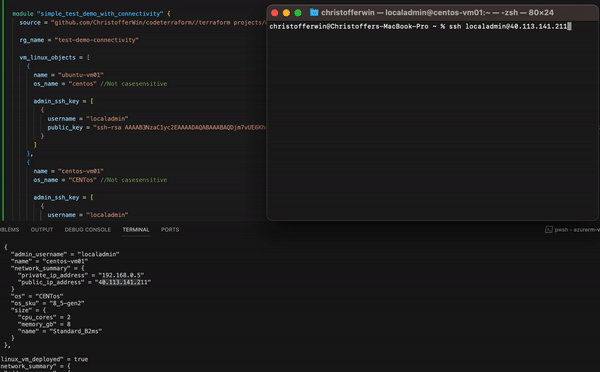 module "simple_test_demo_with_connectivity" {
source = "github.com/ChristofferWin/codeterraform//terraform projects/
rg_name = "test-demo-connectivity"
vm_linux_objects = [
{
name = "ubuntu-vm01"
os_name = "centos" //Not casesensitive
admin_ssh_key = [
{
username = "localadmin"
public_key = "ssh-rsa
}
]
},
{
name = "centos-vm01"
os_name = "CENTos" //Not casesensitive
admin_ssh_key = [
{
username = "localadmin"
christofferwin — localadmin@centos-vm01:~ — -zsh — 80×24
christofferwin@Christoffers-MacBook-Pro ~ % ssh localadmin@40.113.141.211
OBLEMS OUTPUT DEBUG CONSOLE TERMINAL PORTS
pwsh - azurerm-v
{
"admin_username" = "localadmin"
"name" = "centos-vm01"
"network_summary" = {
"private_ip_address" = "192.168.0.5"
"public_ip_address" = "40.113.141.211"
}
"os" = "CENTos"
"os_sku" = "8_5-gen2"
"size" = {
"cpu_cores" = 2
"memory_gb" = 8
"name" = "Standard_B2ms"
}
},
linux_vm_deployed" = true
network_summary" = {